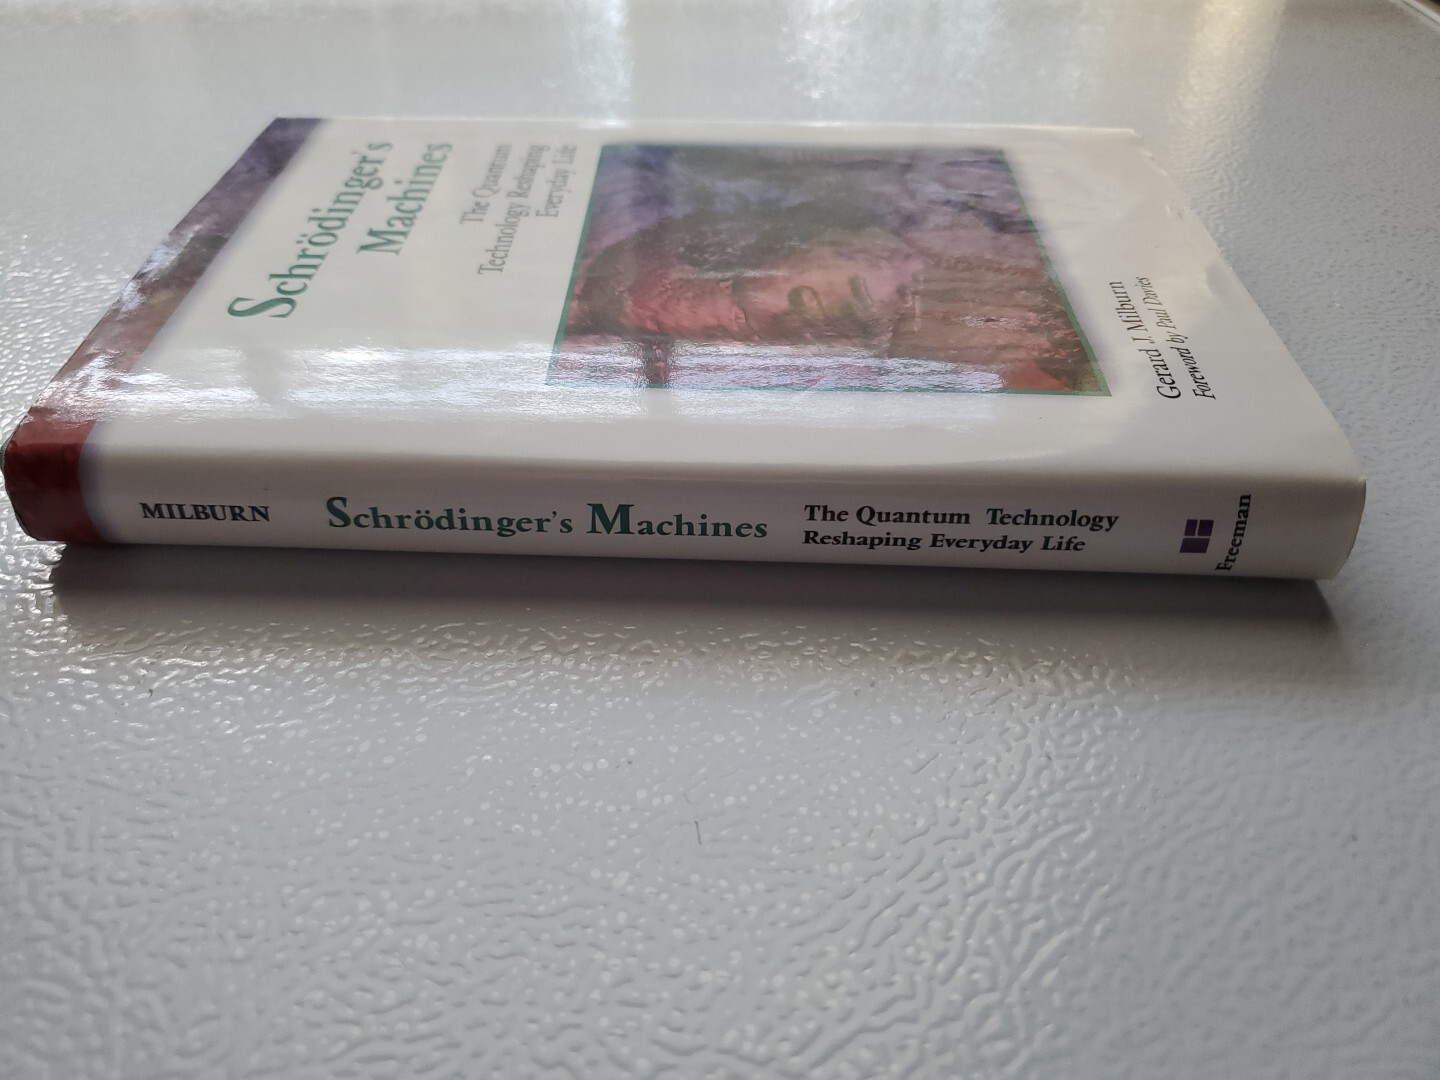 Schrödinger's
Machines
The Quantum
Technology Reshaping
Everyday Life
Gerard J. Milburn
Foreword by Paul Davies
MILBURN
Schrödinger's Machines
The Quantum Technology
Reshaping Everyday Life
Freeman